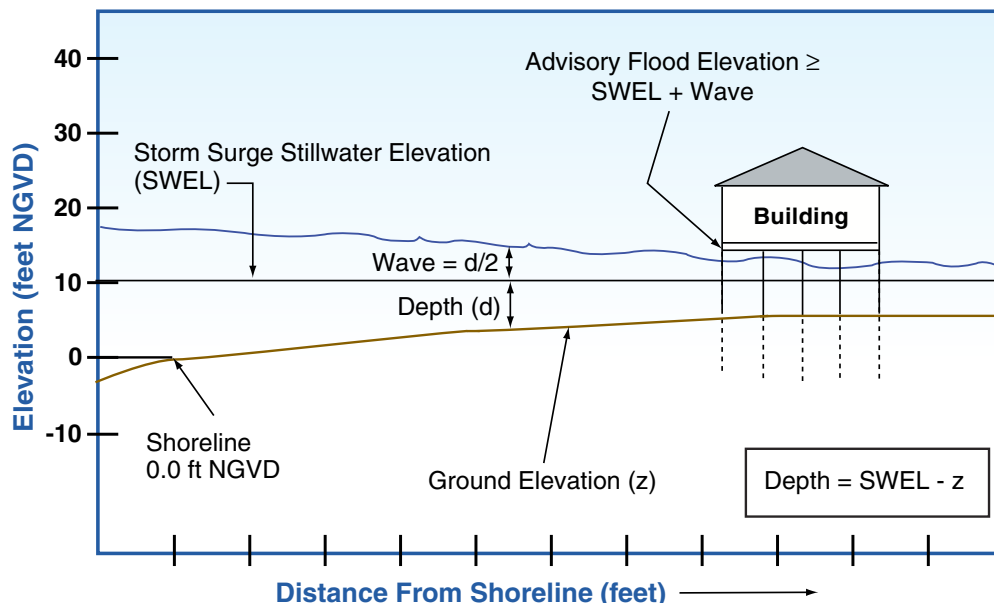 Elevation (feet NGVD)
40
30
20
10
0
-10
Advisory Flood Elevation ≥
SWEL + Wave
Storm Surge Stillwater Elevation
(SWEL)
Building
Wave = d/2
Depth (d)
Shoreline
0.0 ft NGVD
Ground Elevation (z)
Depth = SWEL - z
Distance From Shoreline (feet)